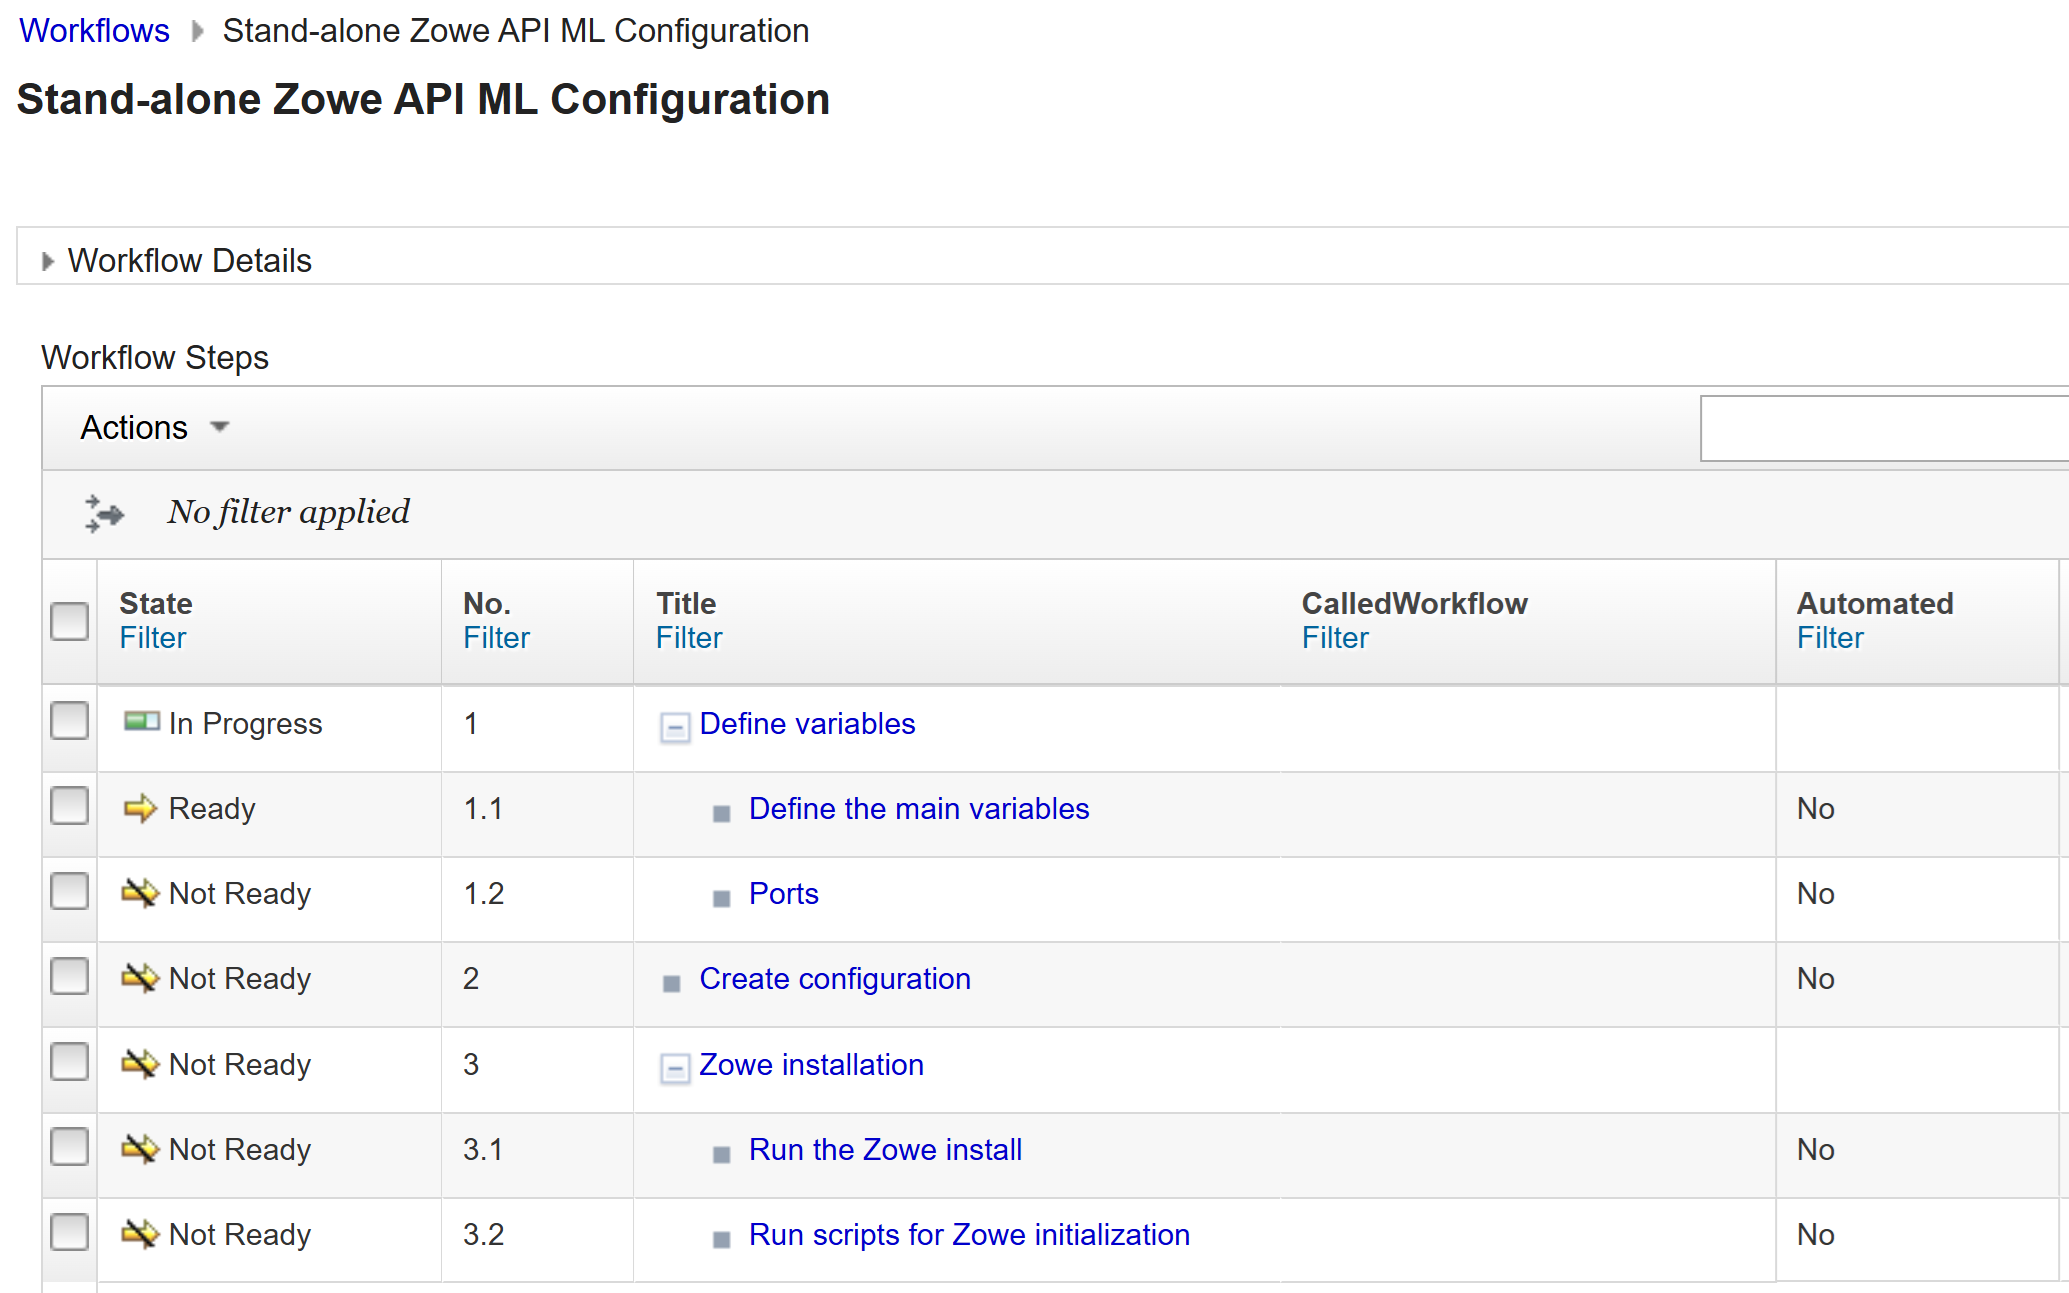 Workflows Stand-alone Zowe API ML Configuration
Stand-alone Zowe API ML Configuration
Workflow Details
Workflow Steps
Actions
No filter applied
State No. Title CalledWorkflow Automated
Filter Filter Filter Filter Filter
In Progress 1 Define variables
Ready 1.1 Define the main variables No
Not Ready 1.2 Ports No
Not Ready 2 Create configuration No
Not Ready 3 Zowe installation
Not Ready 3.1 Run the Zowe install No
Not Ready 3.2 Run scripts for Zowe initialization No